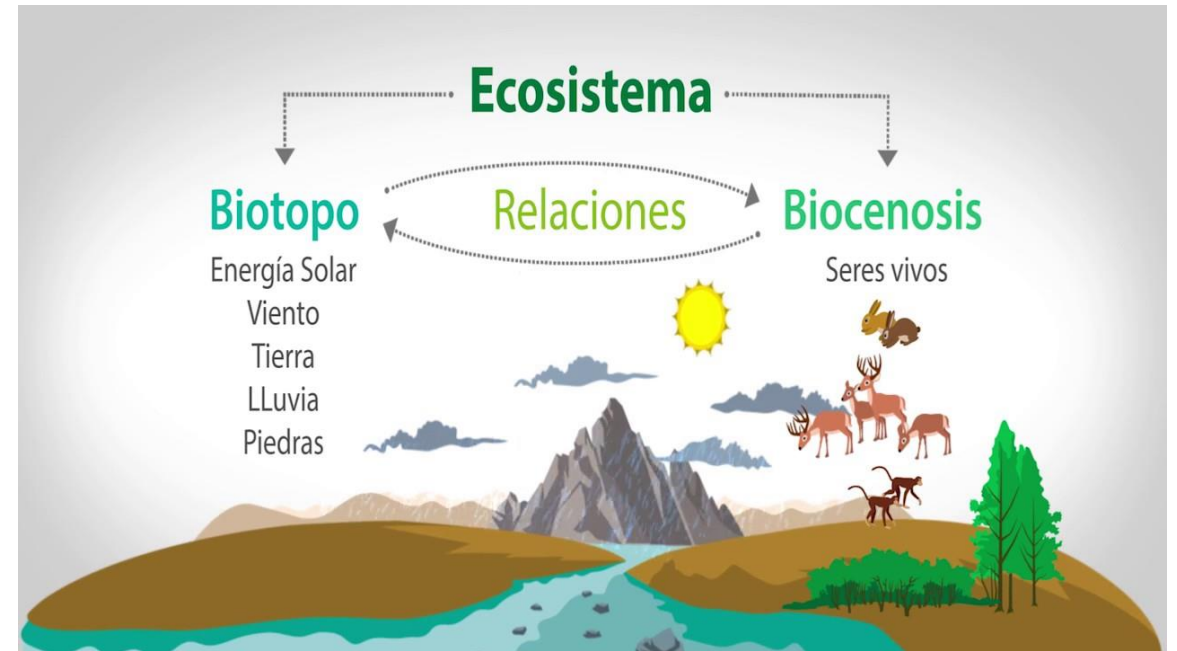 Ecosistema
Biotopo
Relaciones
Biocenosis
Energía Solar
Viento
Tierra
LLuvia
Piedras
Seres vivos